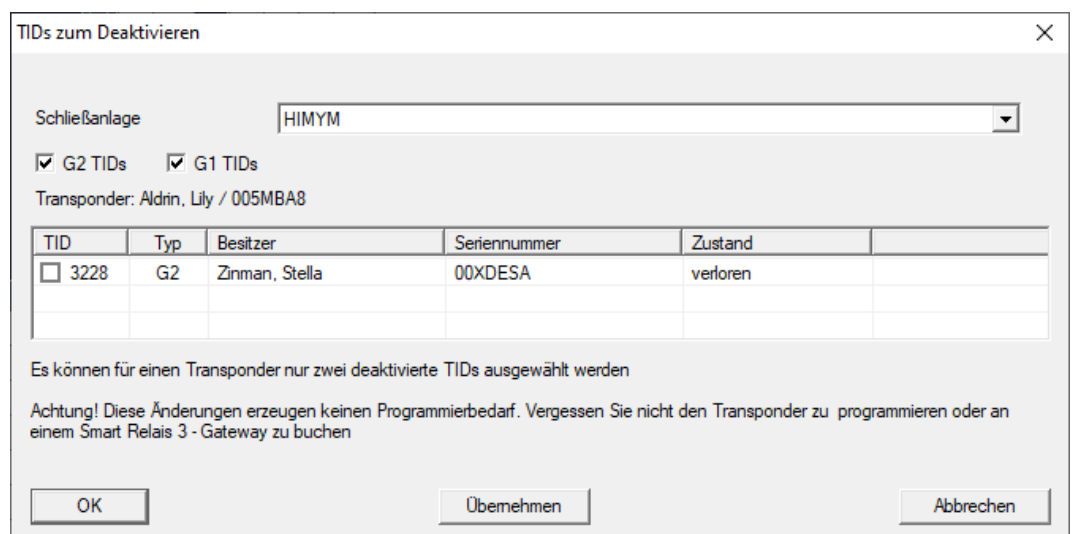 TIDs zum Deaktivieren
Schließanlage HIMYM
G2 TIDs G1 TIDs
Transponder: Aldrin, Lily / 005MBA8
TID Typ Besitzer Seriennummer Zustand
3228 G2 Zinman, Stella 00XDESA verloren
Es können für einen Transponder nur zwei deaktivierte TIDs ausgewählt werden
Achtung! Diese Änderungen erzeugen keinen Programmierbedarf. Vergessen Sie nicht den Transponder zu programmieren oder an
einem Smart Relais 3 - Gateway zu buchen
OK Übernehmen Abbrechen